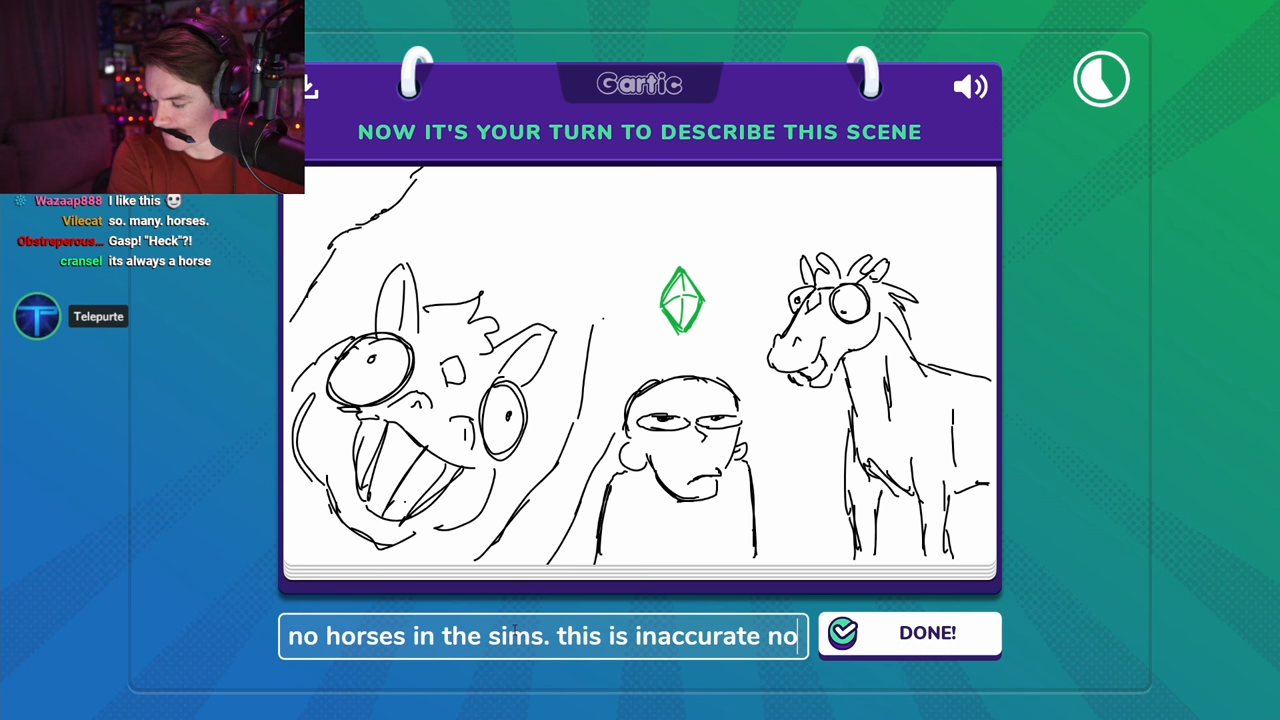 Gartic
NOW IT'S YOUR TURN TO DESCRIBE THIS SCENE
Wazaap888 I like this
Vilecat so. many. horses.
Obstreperous... Gasp! "Heck"?!
cransel its always a horse
Telepurte
no horses in the sims. this is inaccurate no
DONE!